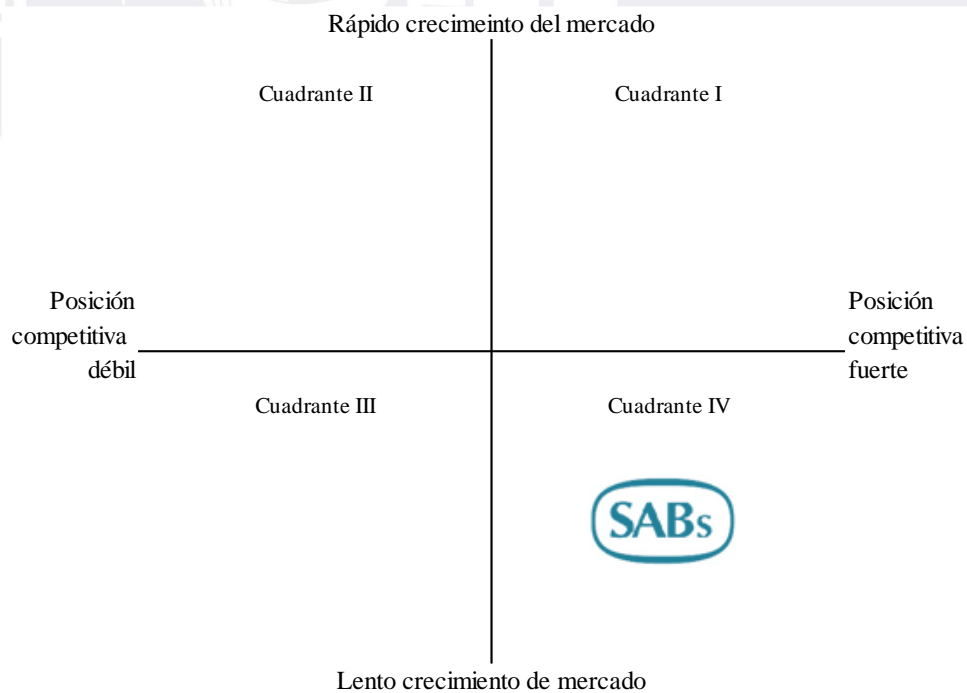 Rápido crecimeinto del mercado
Cuadrante II
Cuadrante I
Posición
competitiva
débil
Posición
competitiva
fuerte
Cuadrante III
Cuadrante IV
SABs
Lento crecimiento de mercado